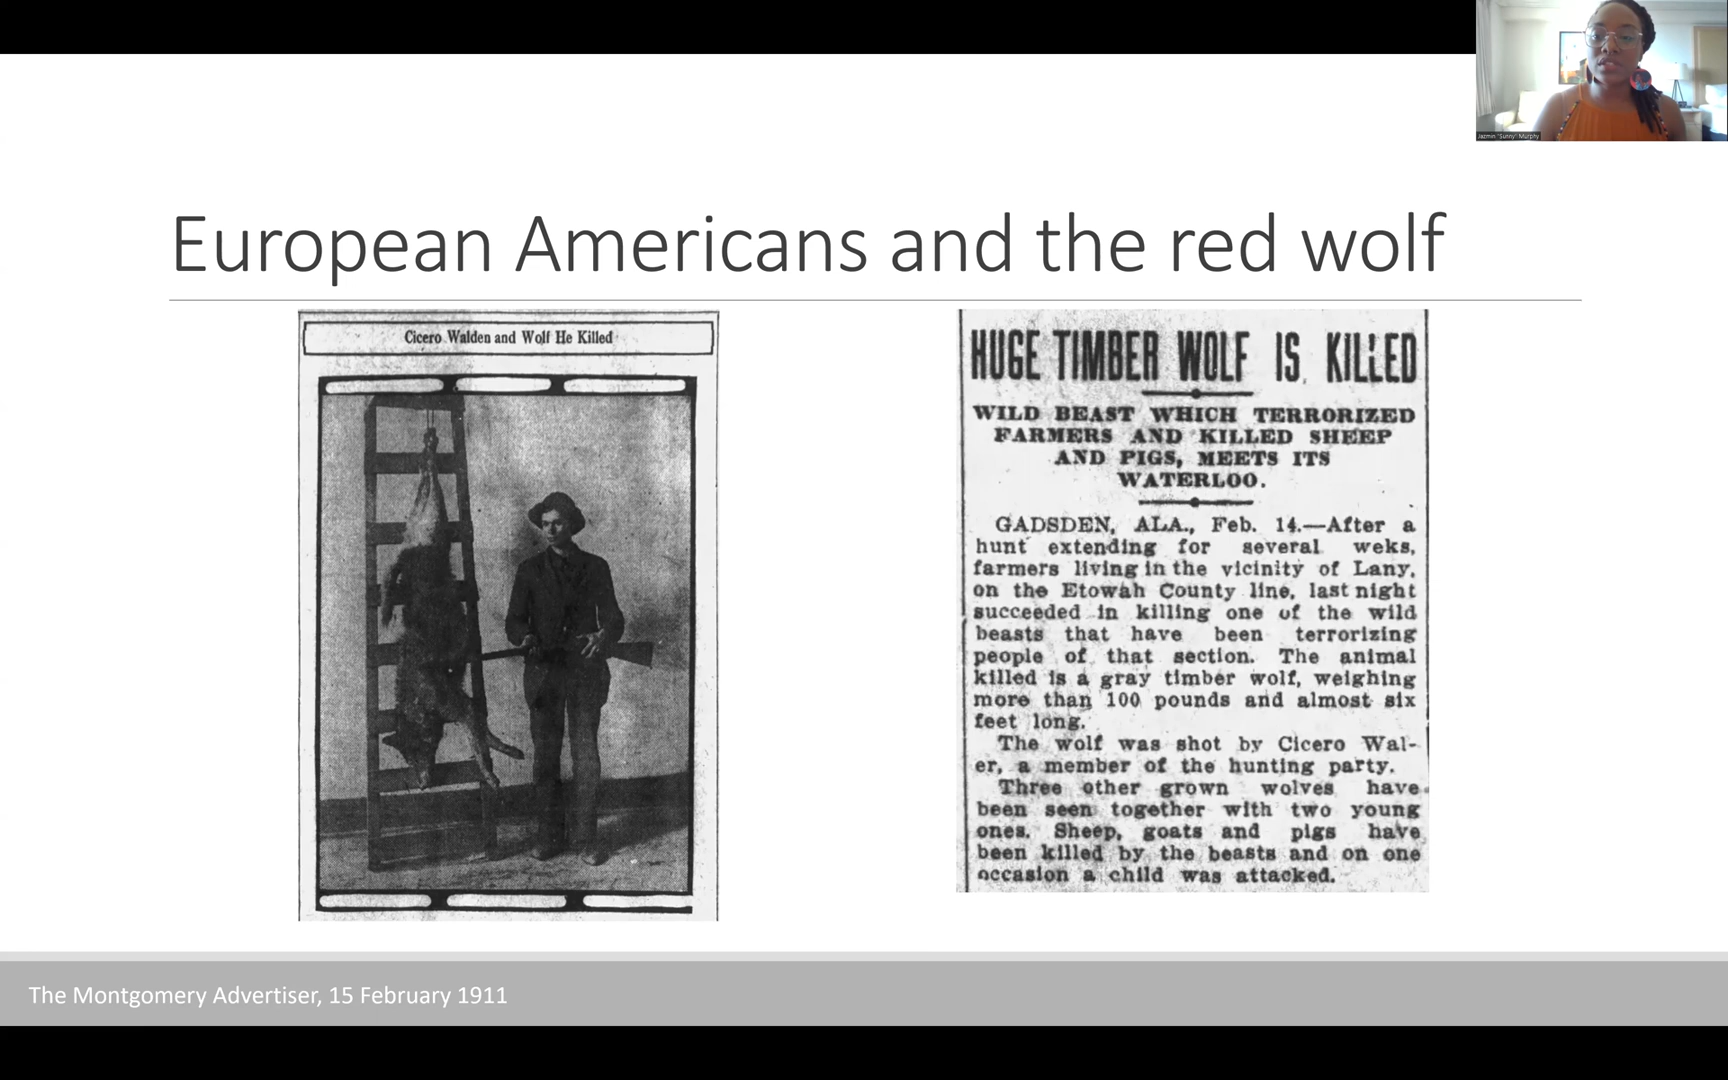 Jazmin "Sunny" Murphy
European Americans and the red wolf
Cicero Walden and Wolf He Killed
HUGE TIMBER WOLF IS KILLED
WILD BEAST WHICH TERRORIZED
FARMERS AND KILLED SHEEP
AND PIGS, MEETS ITS
WATERLOO.
GADSDEN, ALA., Feb. 14.—After a
hunt extending for several weks,
farmers living in the vicinity of Lany,
on the Etowah County line, last night
succeeded in killing one of the wild
beasts that have been terrorizing
people of that section. The animal
killed is a gray timber wolf, weighing
more than 100 pounds and almost six
feet long.
The wolf was shot by Cicero Wal-
er, a member of the hunting party.
Three other grown wolves have
been seen together with two young
ones. Sheep, goats and pigs have
been killed by the beasts and on one
occasion a child was attacked.
The Montgomery Advertiser, 15 February 1911